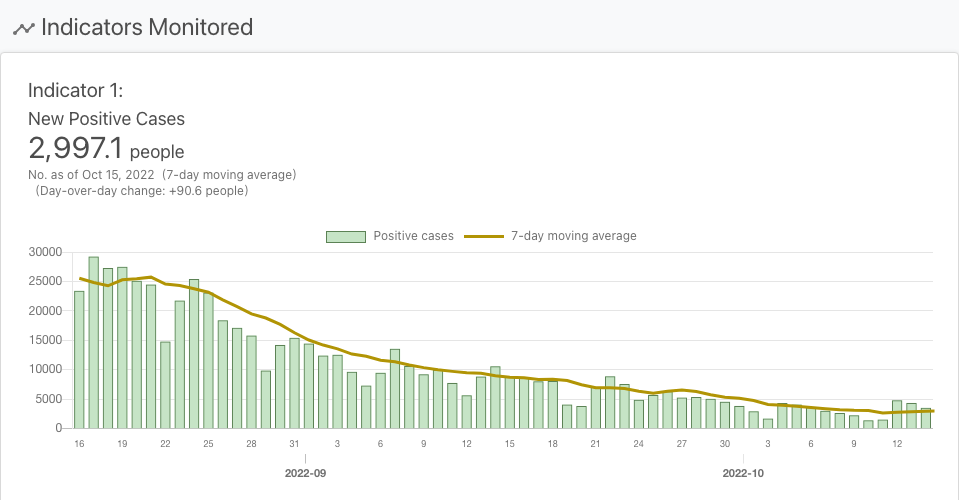 Indicators Monitored
Indicator 1:
New Positive Cases
2,997.1 people
No. as of Oct 15, 2022 (7-day moving average)
(Day-over-day change: +90.6 people)
Positive cases 7-day moving average
30000
25000
20000
15000
10000
5000
0
16 19 22 25 28 31 3 6 9 12 15 18 21 24 27 30 3 6 9 12
2022-09 2022-10